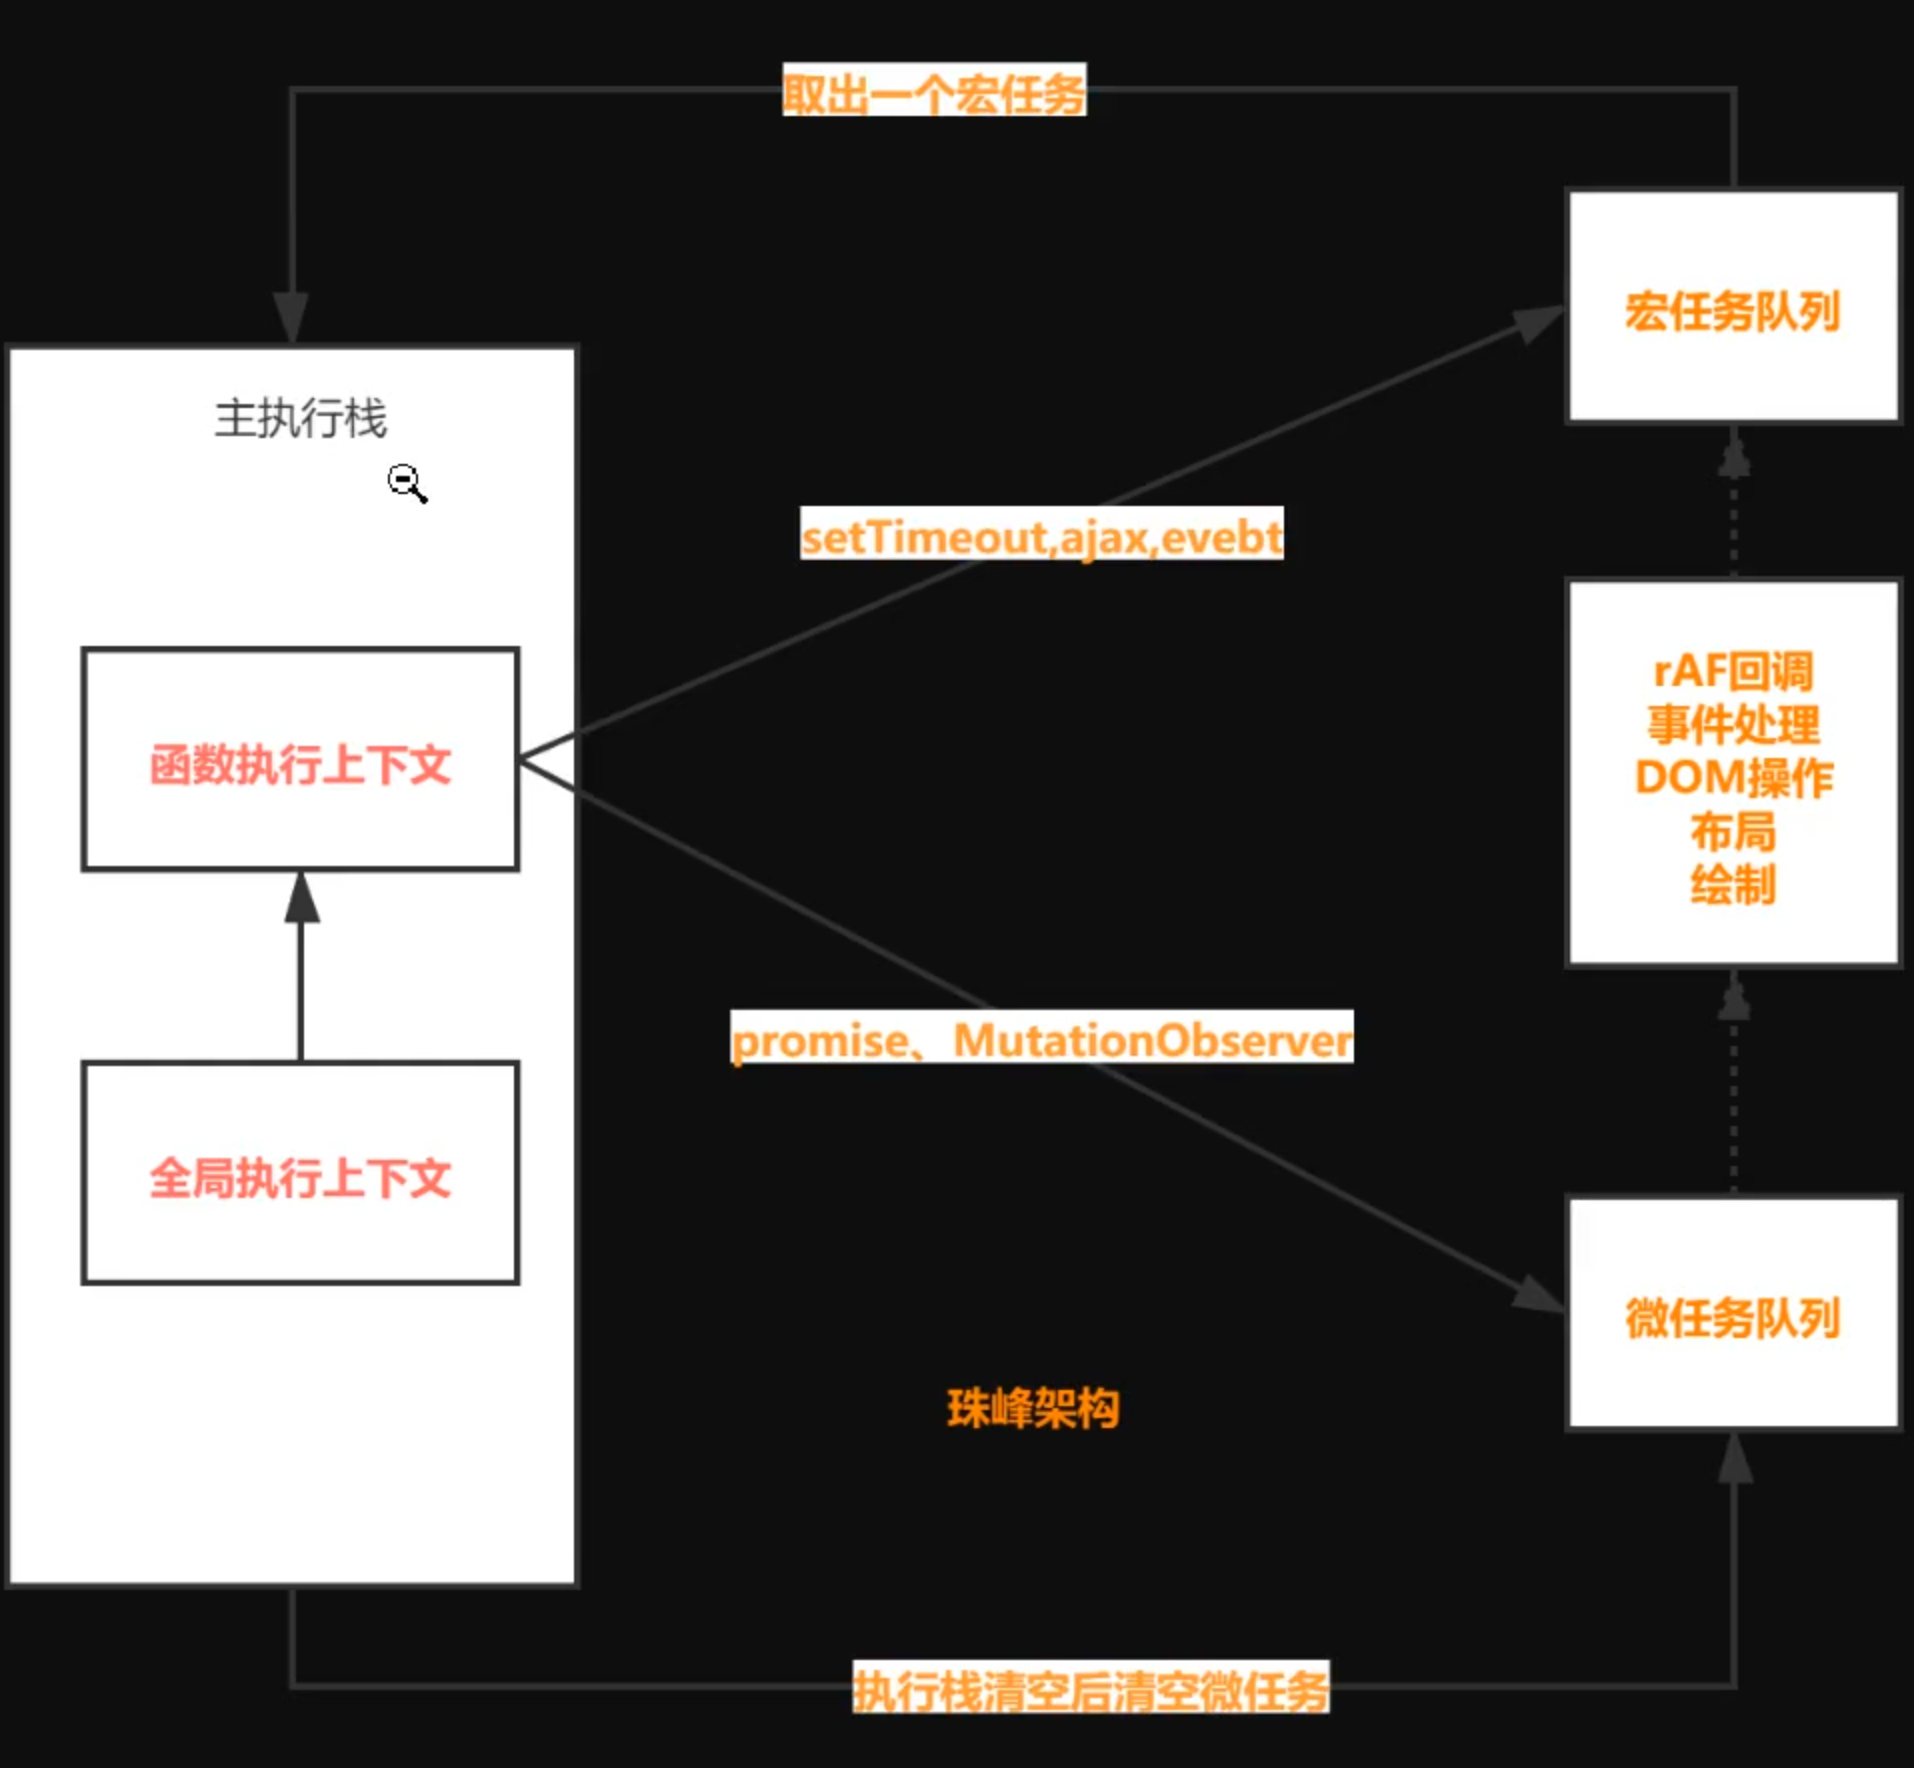 取出一个宏任务
宏任务队列
主执行栈
setTimeout,ajax,evebt
rAF回调
事件处理
DOM操作
布局
绘制
函数执行上下文
promise、MutationObserver
全局执行上下文
微任务队列
珠峰架构
执行栈清空后清空微任务